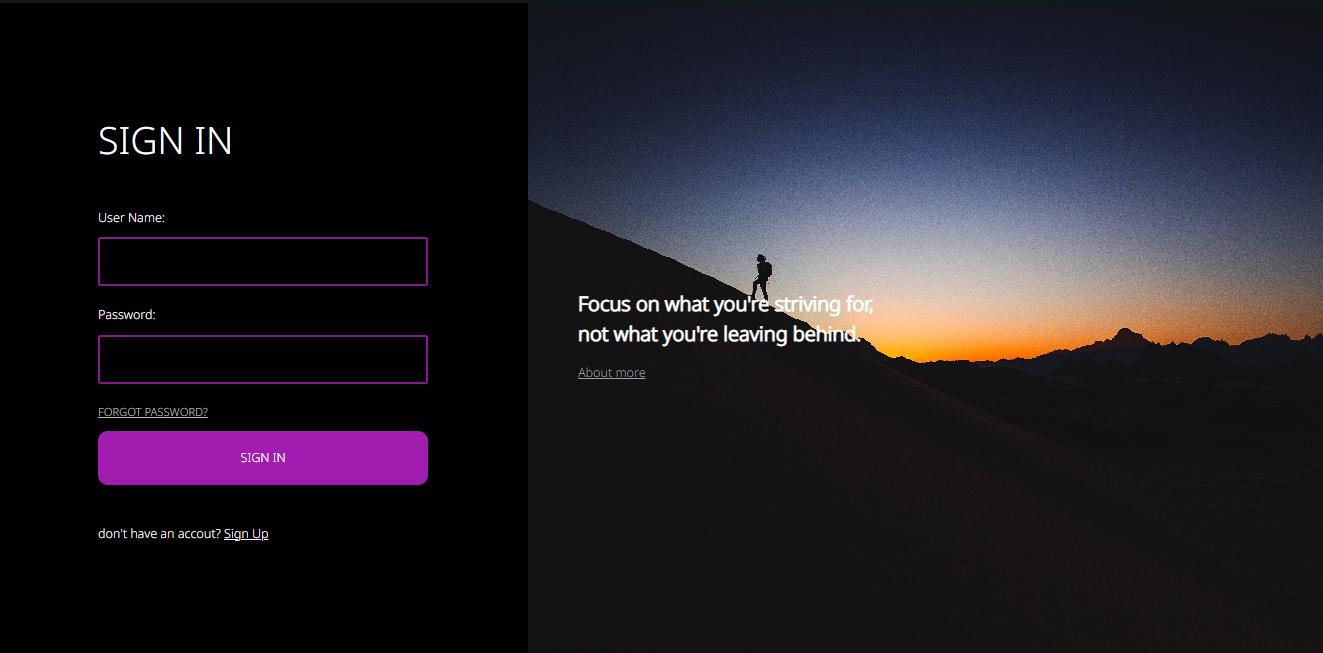 SIGN IN
User Name:
Password:
FORGOT PASSWORD?
SIGN IN
don't have an accout? Sign Up
Focus on what you're striving for,
not what you're leaving behind.
About more